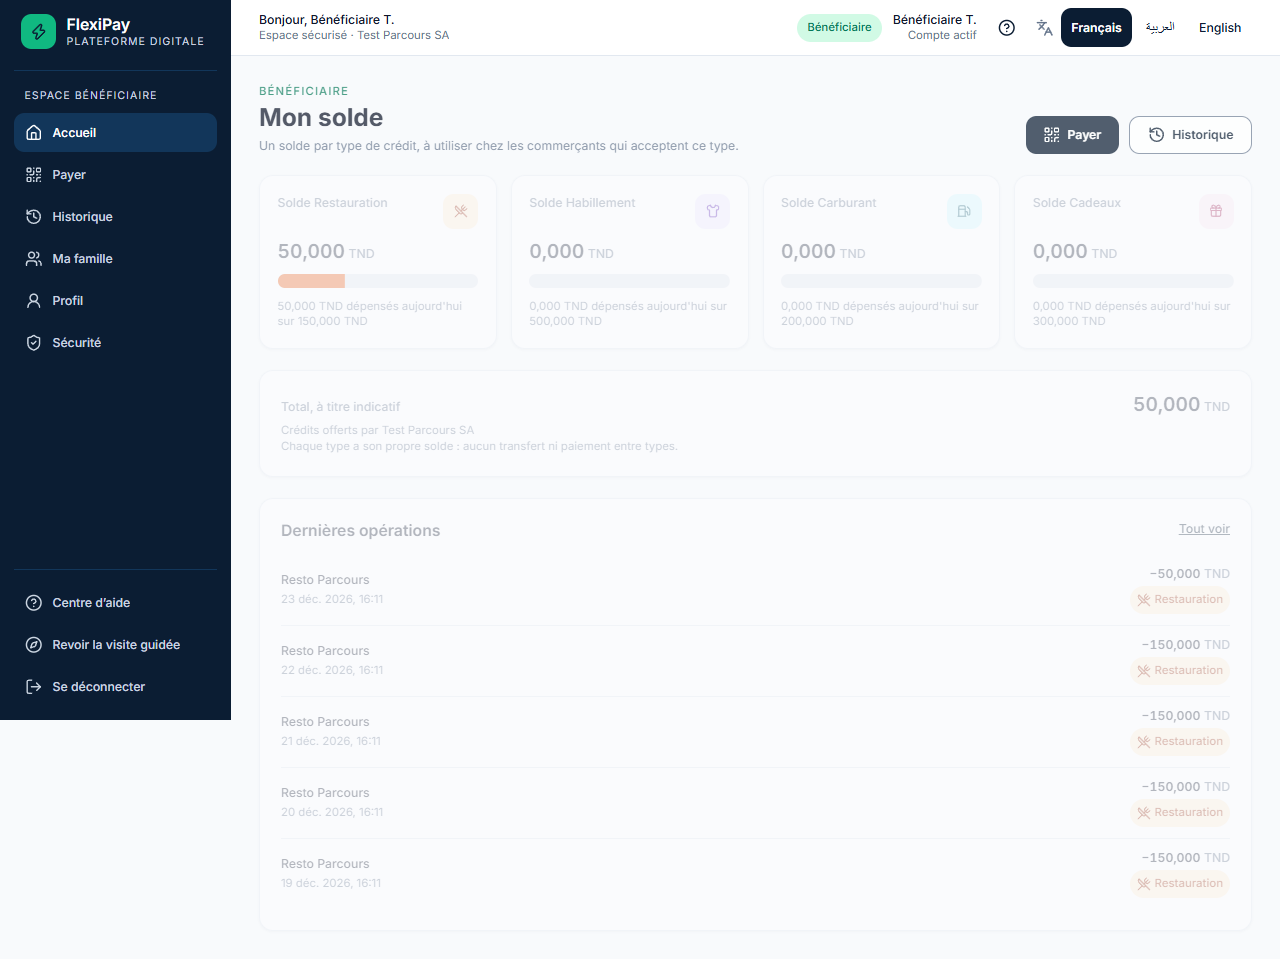 FlexiPay
PLATEFORME DIGITALE
ESPACE BÉNÉFICIAIRE
Accueil
Payer
Historique
Ma famille
Profil
Sécurité
Centre d'aide
Revoir la visite guidée
Se déconnecter
Bonjour, Bénéficiaire T.
Espace sécurisé · Test Parcours SA
Bénéficiaire
Bénéficiaire T.
Compte actif
Français
العربية
English
BÉNÉFICIAIRE
Mon solde
Un solde par type de crédit, à utiliser chez les commerçants qui acceptent ce type.
Payer
Historique
Solde Restauration
50,000 TND
50,000 TND dépensés aujourd'hui
sur 150,000 TND
Solde Habillement
0,000 TND
0,000 TND dépensés aujourd'hui sur
500,000 TND
Solde Carburant
0,000 TND
0,000 TND dépensés aujourd'hui sur
200,000 TND
Solde Cadeaux
0,000 TND
0,000 TND dépensés aujourd'hui sur
300,000 TND
Total, à titre indicatif
50,000 TND
Crédits offerts par Test Parcours SA
Chaque type a son propre solde : aucun transfert ni paiement entre types.
Dernières opérations
Tout voir
Resto Parcours
−50,000 TND
23 déc. 2026, 16:11
Restauration
Resto Parcours
−150,000 TND
22 déc. 2026, 16:11
Restauration
Resto Parcours
−150,000 TND
21 déc. 2026, 16:11
Restauration
Resto Parcours
−150,000 TND
20 déc. 2026, 16:11
Restauration
Resto Parcours
−150,000 TND
19 déc. 2026, 16:11
Restauration